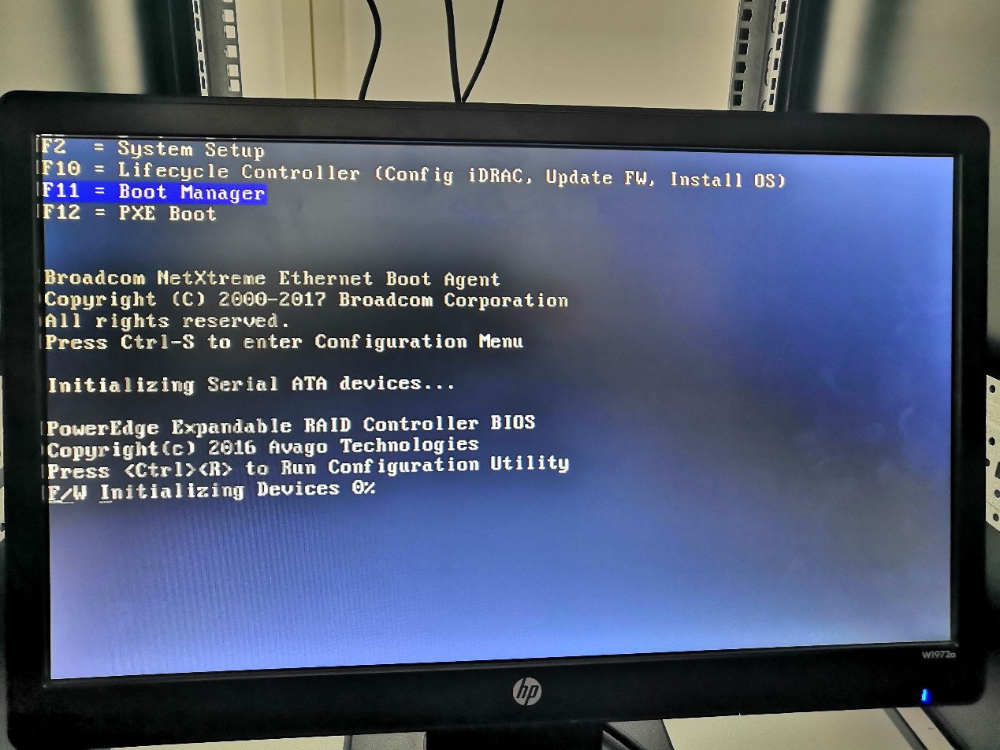 F2  = System Setup
F10 = Lifecycle Controller (Config iDRAC, Update FW, Install OS)
F11 = Boot Manager
F12 = PXE Boot
Broadcom NetXtreme Ethernet Boot Agent
Copyright (C) 2000-2017 Broadcom Corporation
All rights reserved.
Press Ctrl-S to enter Configuration Menu
Initializing Serial ATA devices...
PowerEdge Expandable RAID Controller BIOS
Copyright(c) 2016 Avago Technologies
Press <Ctrl><R> to Run Configuration Utility
F/W Initializing Devices 0%
W1972a
hp